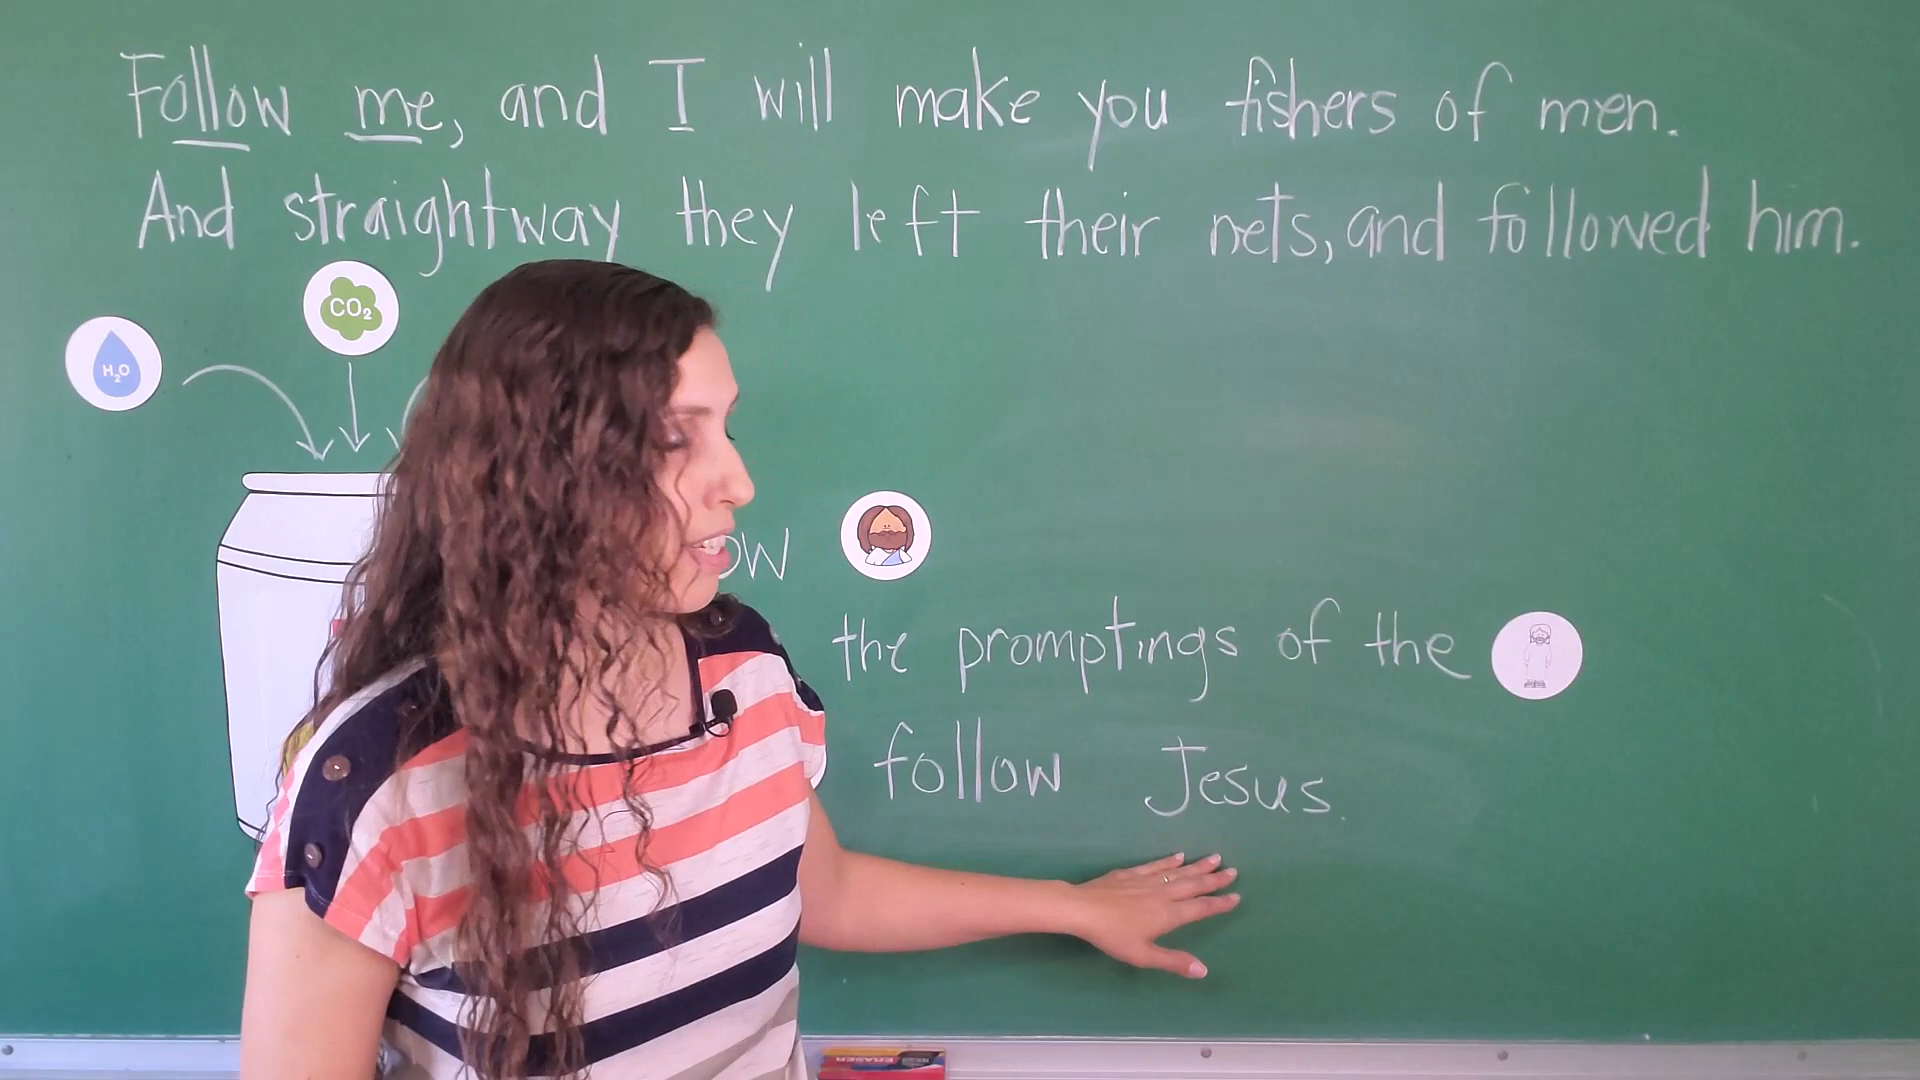 Follow me, and I will make you fishers of men.
And straightway they left their nets, and followed him.
CO₂
H₂O
the promptings of the
follow Jesus.
ERASER